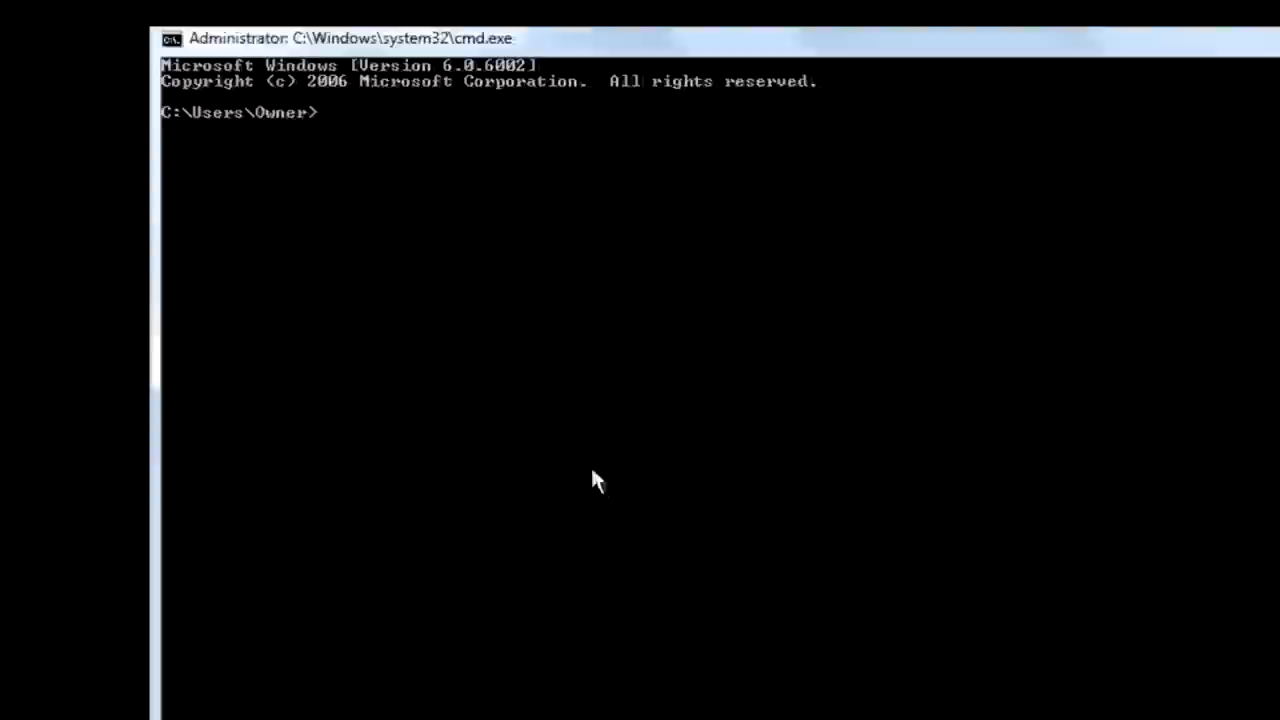 Administrator: C:\Windows\system32\cmd.exe
Microsoft Windows [Version 6.0.6002]
Copyright (c) 2006 Microsoft Corporation.  All rights reserved.
C:\Users\Owner>